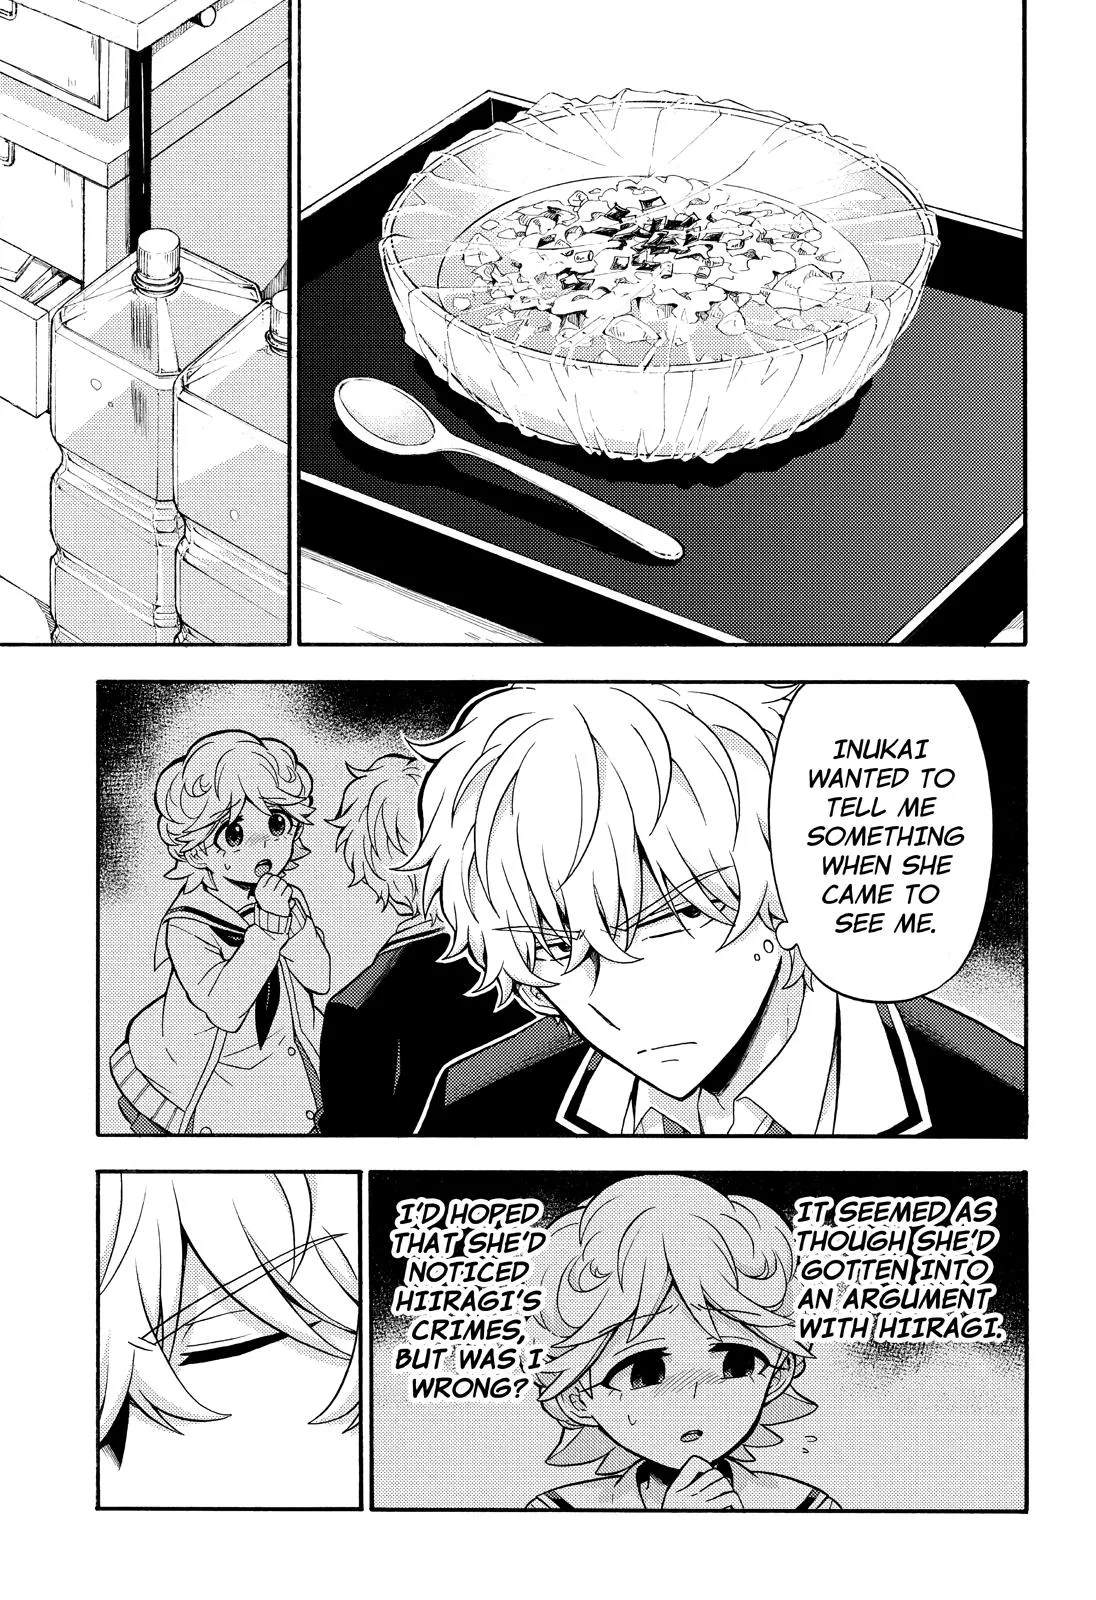 INUKAI
WANTED TO
TELL ME
SOMETHING
WHEN SHE
CAME TO
SEE ME.
IT SEEMED AS
THOUGH SHE'D
GOTTEN INTO
AN ARGUMENT
WITH HIIRAGI.
I'D HOPED
THAT SHE'D
NOTICED
HIIRAGI'S
CRIMES,
BUT WAS I
WRONG?